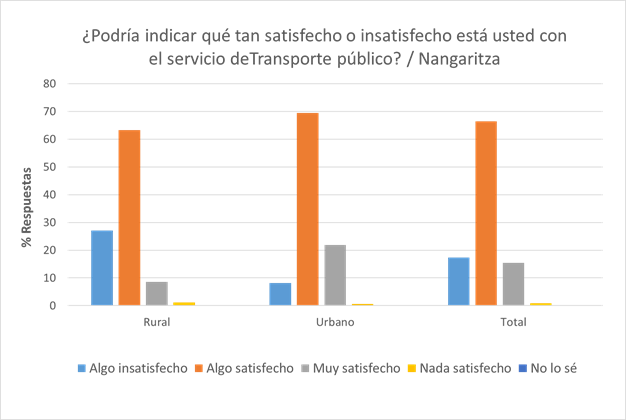 ¿Podría indicar qué tan satisfecho o insatisfecho está usted con
el servicio deTransporte público? / Nangaritza
80
70
60
50
40
30
20
10
0
% Respuestas
Rural Urbano Total
Algo insatisfecho Algo satisfecho Muy satisfecho Nada satisfecho No lo sé